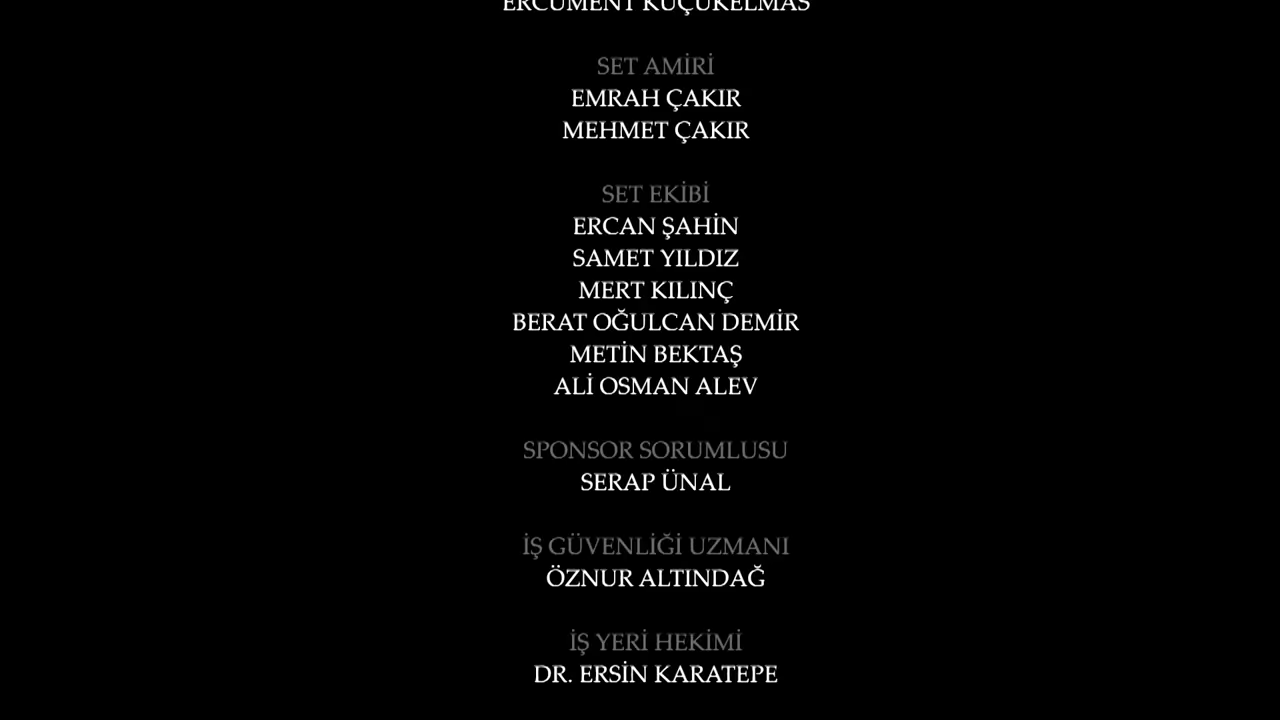 ERCÜMENT KÜÇÜKELMAS
SET AMİRİ
EMRAH ÇAKIR
MEHMET ÇAKIR
SET EKİBİ
ERCAN ŞAHİN
SAMET YILDIZ
MERT KILINÇ
BERAT OĞULCAN DEMİR
METİN BEKTAŞ
ALİ OSMAN ALEV
SPONSOR SORUMLUSU
SERAP ÜNAL
İŞ GÜVENLİĞİ UZMANI
ÖZNUR ALTINDAĞ
İŞ YERİ HEKİMİ
DR. ERSİN KARATEPE